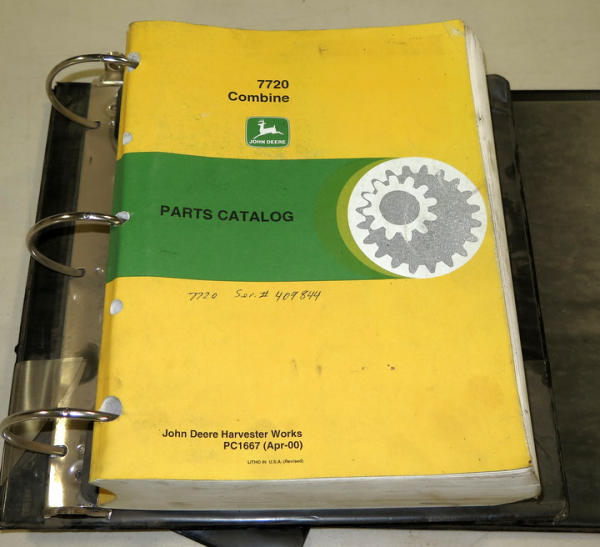 7720
Combine
JOHN DEERE
PARTS CATALOG
7720 Ser.# 409844
John Deere Harvester Works
PC1667 (Apr-00)
LITHO IN U.S.A. (Revised)